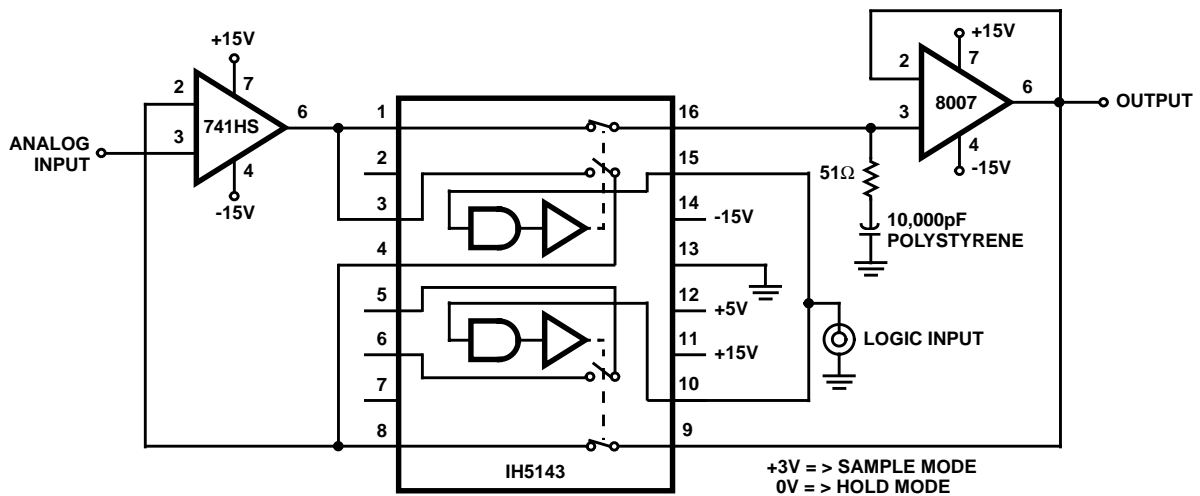 +15V
2
7
741HS
6
3
ANALOG
INPUT
4
-15V
1
2
3
4
5
6
7
8
16
15
14
-15V
13
12
+5V
11
+15V
10
9
IH5143
+15V
2
7
8007
6
OUTPUT
3
4
-15V
51Ω
10,000pF
POLYSTYRENE
LOGIC INPUT
+3V = > SAMPLE MODE
0V = > HOLD MODE